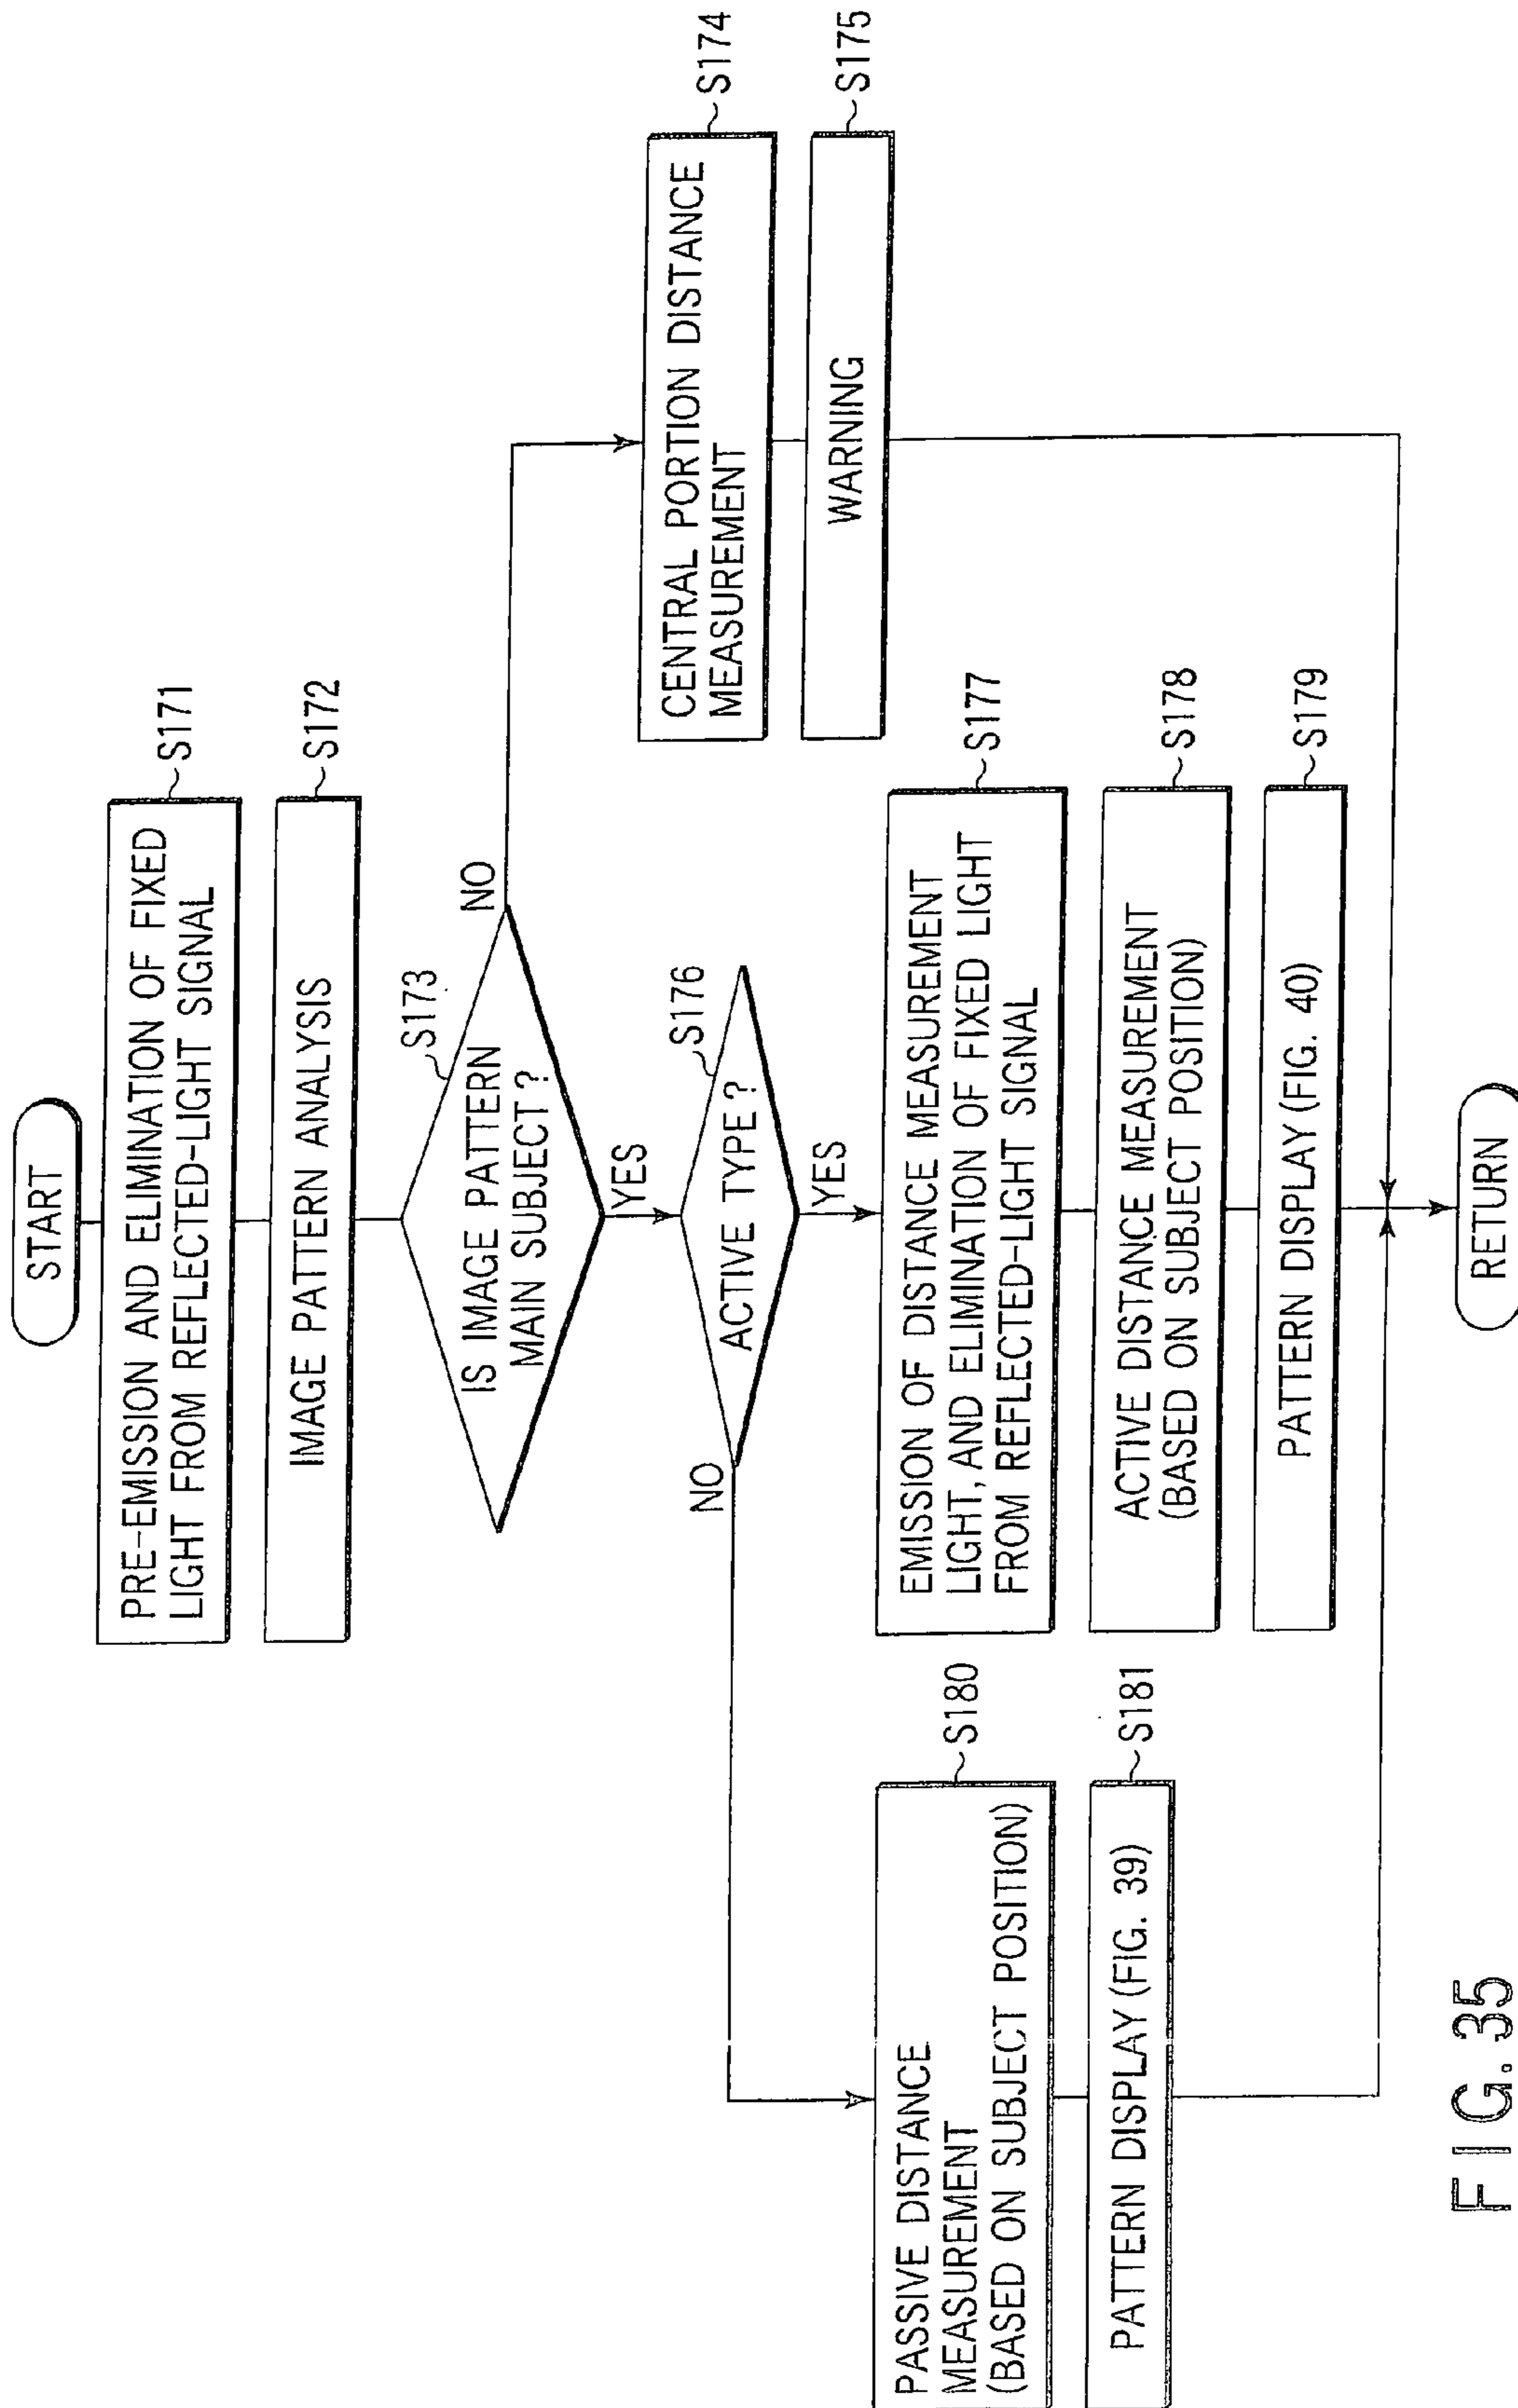 START
PRE-EMISSION AND ELIMINATION OF FIXED
LIGHT FROM REFLECTED-LIGHT SIGNAL
S171
IMAGE PATTERN ANALYSIS
S172
S173
IS IMAGE PATTERN
MAIN SUBJECT ?
NO
YES
CENTRAL PORTION DISTANCE
MEASUREMENT
S174
WARNING
S175
S176
ACTIVE TYPE ?
NO
YES
EMISSION OF DISTANCE MEASUREMENT
LIGHT, AND ELIMINATION OF FIXED LIGHT
FROM REFLECTED-LIGHT SIGNAL
S177
ACTIVE DISTANCE MEASUREMENT
(BASED ON SUBJECT POSITION)
S178
PATTERN DISPLAY (FIG. 40)
S179
PASSIVE DISTANCE
MEASUREMENT
(BASED ON SUBJECT POSITION)
S180
PATTERN DISPLAY (FIG. 39)
S181
RETURN
FIG. 35